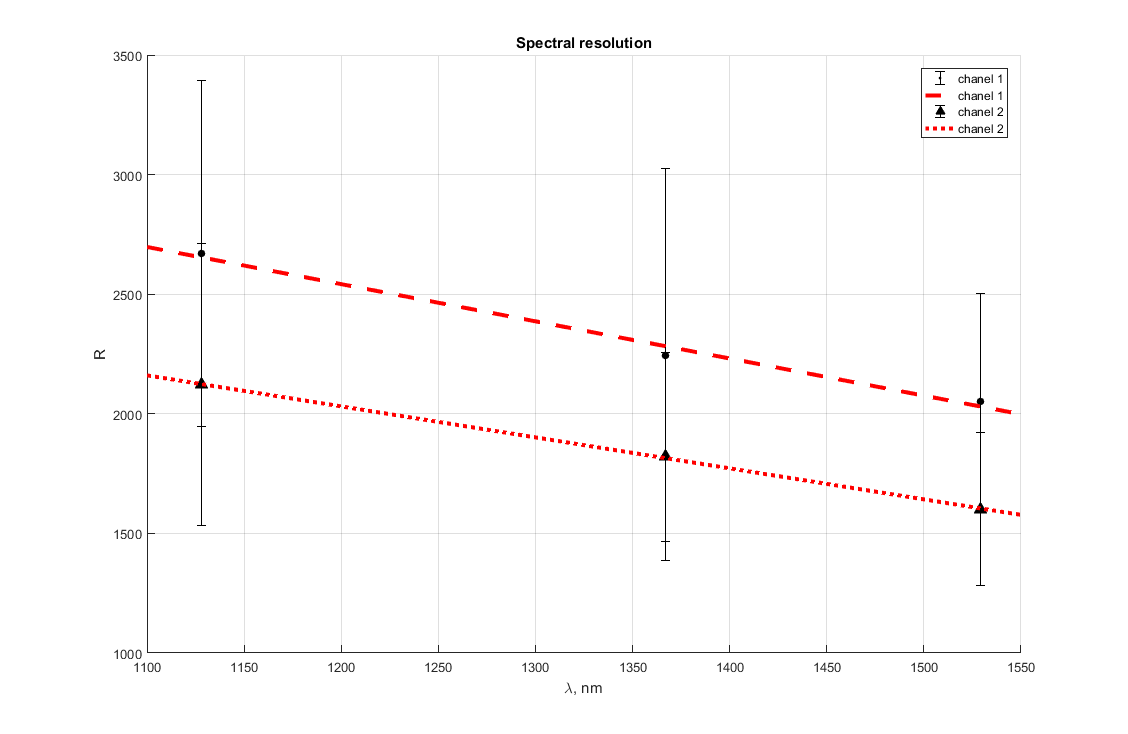 Spectral resolution
chanel 1
chanel 1
chanel 2
chanel 2
3500
3000
2500
2000
1500
1000
R
1100 1150 1200 1250 1300 1350 1400 1450 1500 1550
λ, nm